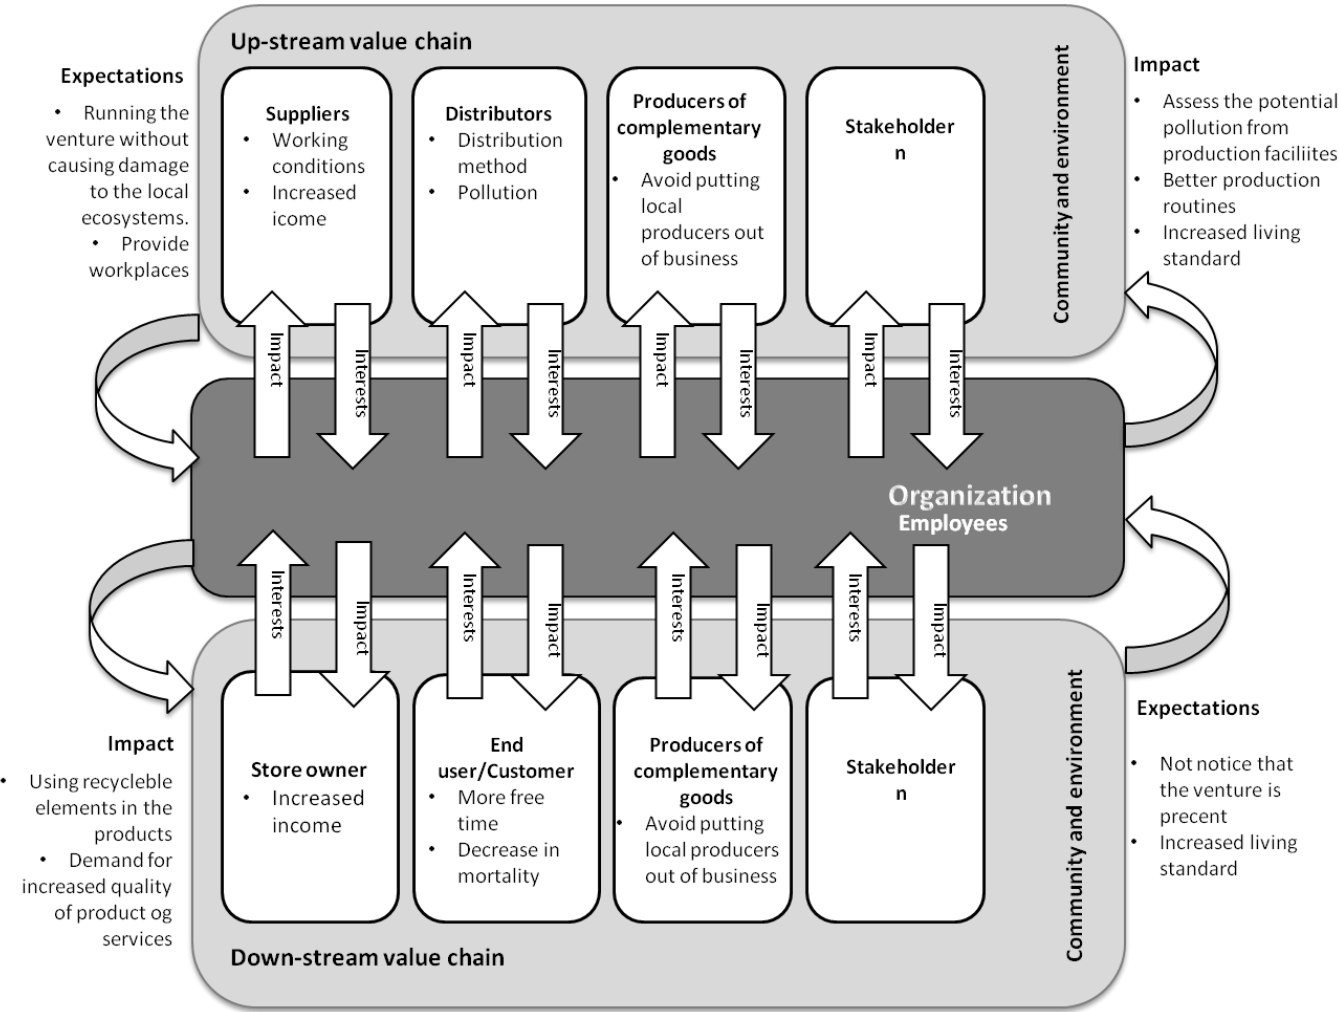 Up-stream value chain
Expectations
• Running the
venture without
causing damage
to the local
ecosystems.
• Provide
workplaces
Suppliers
• Working
conditions
• Increased
icome
Distributors
• Distribution
method
• Pollution
Producers of
complementary
goods
• Avoid putting
local
producers out
of business
Stakeholder
n
Community and environment
Impact
• Assess the potential
pollution from
production faciliites
• Better production
routines
• Increased living
standard
Impact
Interests
Impact
Interests
Impact
Interests
Impact
Interests
Organization
Employees
Interests
Impact
Interests
Impact
Interests
Impact
Interests
Impact
Impact
• Using recycleble
elements in the
products
• Demand for
increased quality
of product og
services
Store owner
• Increased
income
End
user/Customer
• More free
time
• Decrease in
mortality
Producers of
complementary
goods
• Avoid putting
local producers
out of business
Stakeholder
n
Community and environment
Expectations
• Not notice that
the venture is
precent
• Increased living
standard
Down-stream value chain